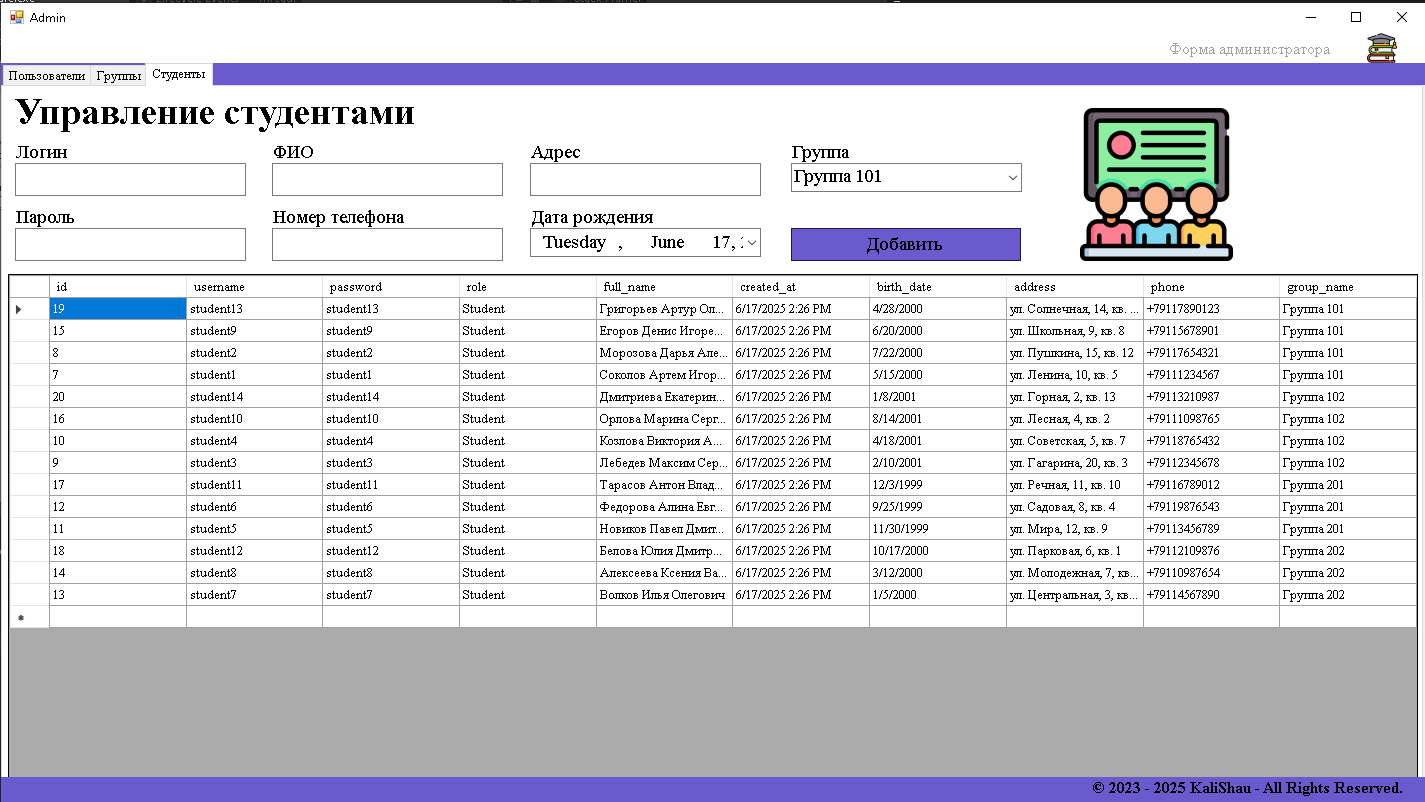 Admin
Форма администратора
Пользователи Группы Студенты
Управление студентами
Логин ФИО Адрес Группа
Группа 101
Пароль Номер телефона Дата рождения
Tuesday , June 17, Добавить
id username password role full_name created_at birth_date address phone group_name
19 student13 student13 Student Григорьев Артур Ол... 6/17/2025 2:26 PM 4/28/2000 ул. Солнечная, 14, кв. ... +79117890123 Группа 101
15 student9 student9 Student Егоров Денис Игоре... 6/17/2025 2:26 PM 6/20/2000 ул. Школьная, 9, кв. 8 +79115678901 Группа 101
8 student2 student2 Student Морозова Дарья Але... 6/17/2025 2:26 PM 7/22/2000 ул. Пушкина, 15, кв. 12 +79117654321 Группа 101
7 student1 student1 Student Соколов Артем Игор... 6/17/2025 2:26 PM 5/15/2000 ул. Ленина, 10, кв. 5 +79111234567 Группа 101
20 student14 student14 Student Дмитриева Екатерин... 6/17/2025 2:26 PM 1/8/2001 ул. Горная, 2, кв. 13 +79113210987 Группа 102
16 student10 student10 Student Орлова Марина Серг... 6/17/2025 2:26 PM 8/14/2001 ул. Лесная, 4, кв. 2 +79111098765 Группа 102
10 student4 student4 Student Козлова Виктория А... 6/17/2025 2:26 PM 4/18/2001 ул. Советская, 5, кв. 7 +79118765432 Группа 102
9 student3 student3 Student Лебедев Максим Сер... 6/17/2025 2:26 PM 2/10/2001 ул. Гагарина, 20, кв. 3 +79112345678 Группа 102
17 student11 student11 Student Тарасов Антон Влад... 6/17/2025 2:26 PM 12/3/1999 ул. Речная, 11, кв. 10 +79116789012 Группа 201
12 student6 student6 Student Федорова Алина Евг... 6/17/2025 2:26 PM 9/25/1999 ул. Садовая, 8, кв. 4 +79119876543 Группа 201
11 student5 student5 Student Новиков Павел Дмит... 6/17/2025 2:26 PM 11/30/1999 ул. Мира, 12, кв. 9 +79113456789 Группа 201
18 student12 student12 Student Белова Юлия Дмитр... 6/17/2025 2:26 PM 10/17/2000 ул. Парковая, 6, кв. 1 +79112109876 Группа 202
14 student8 student8 Student Алексеева Ксения Ва... 6/17/2025 2:26 PM 3/12/2000 ул. Молодежная, 7, кв... +79110987654 Группа 202
13 student7 student7 Student Волков Илья Олегович 6/17/2025 2:26 PM 1/5/2000 ул. Центральная, 3, кв... +79114567890 Группа 202
© 2023 - 2025 KaliShau - All Rights Reserved.